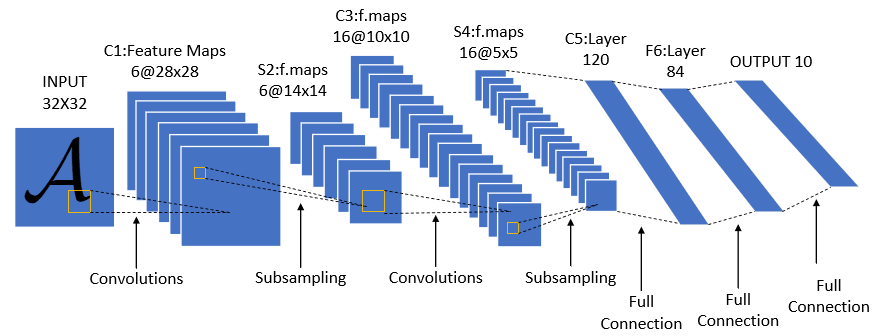 INPUT
32X32
C1:Feature Maps
6@28x28
S2:f.maps
6@14x14
C3:f.maps
16@10x10
S4:f.maps
16@5x5
C5:Layer
120
F6:Layer
84
OUTPUT 10
A
Convolutions
Subsampling
Convolutions
Subsampling
Full
Connection
Full
Connection
Full
Connection